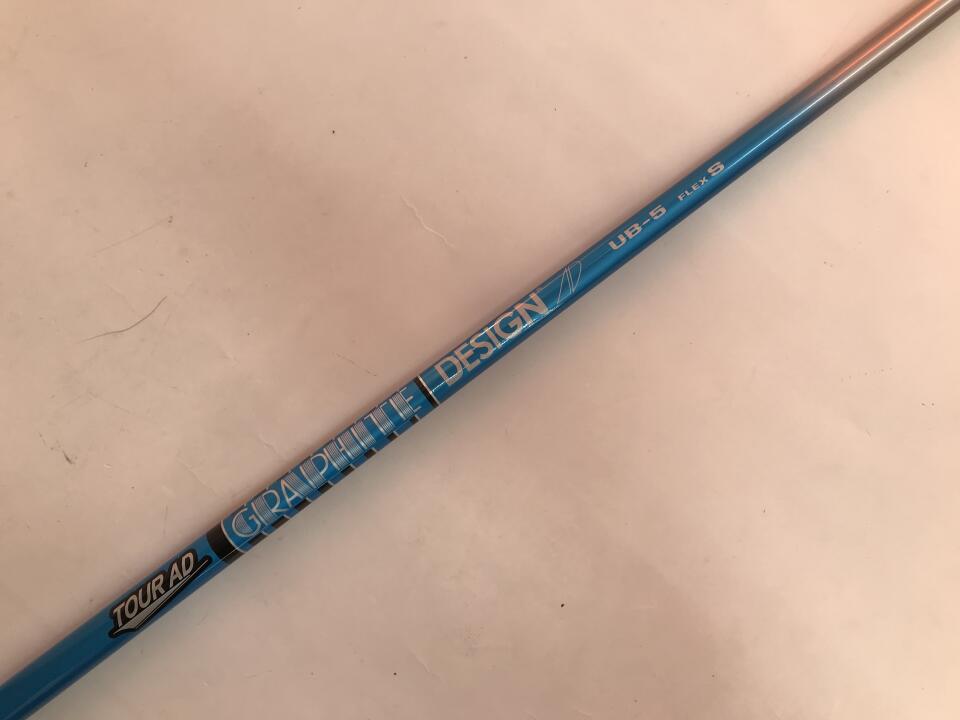 TOUR AD
GRAPHITE DESIGN
UB-5 FLEX S